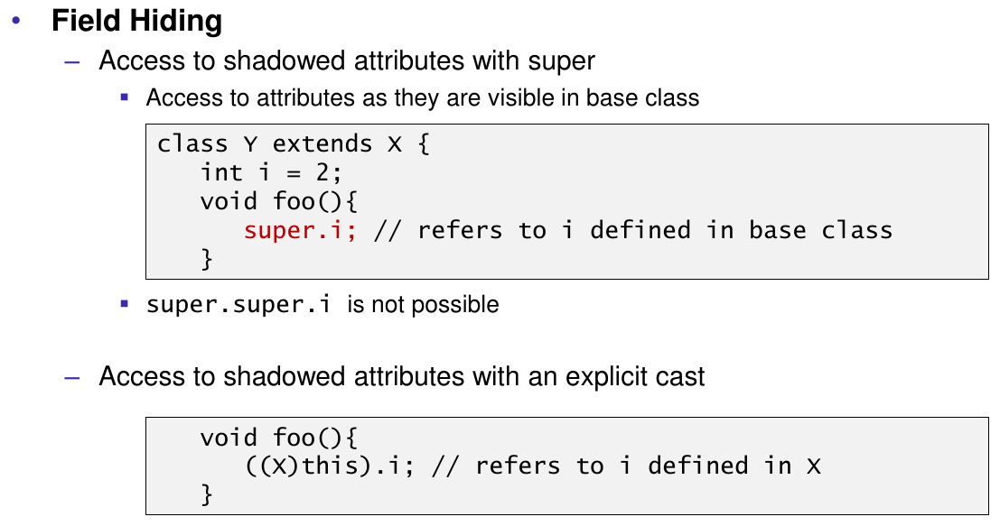 • Field Hiding
– Access to shadowed attributes with super
▪ Access to attributes as they are visible in base class
class Y extends X {
   int i = 2;
   void foo(){
      super.i; // refers to i defined in base class
   }
▪ super.super.i is not possible
– Access to shadowed attributes with an explicit cast
   void foo(){
      ((X)this).i; // refers to i defined in X
   }